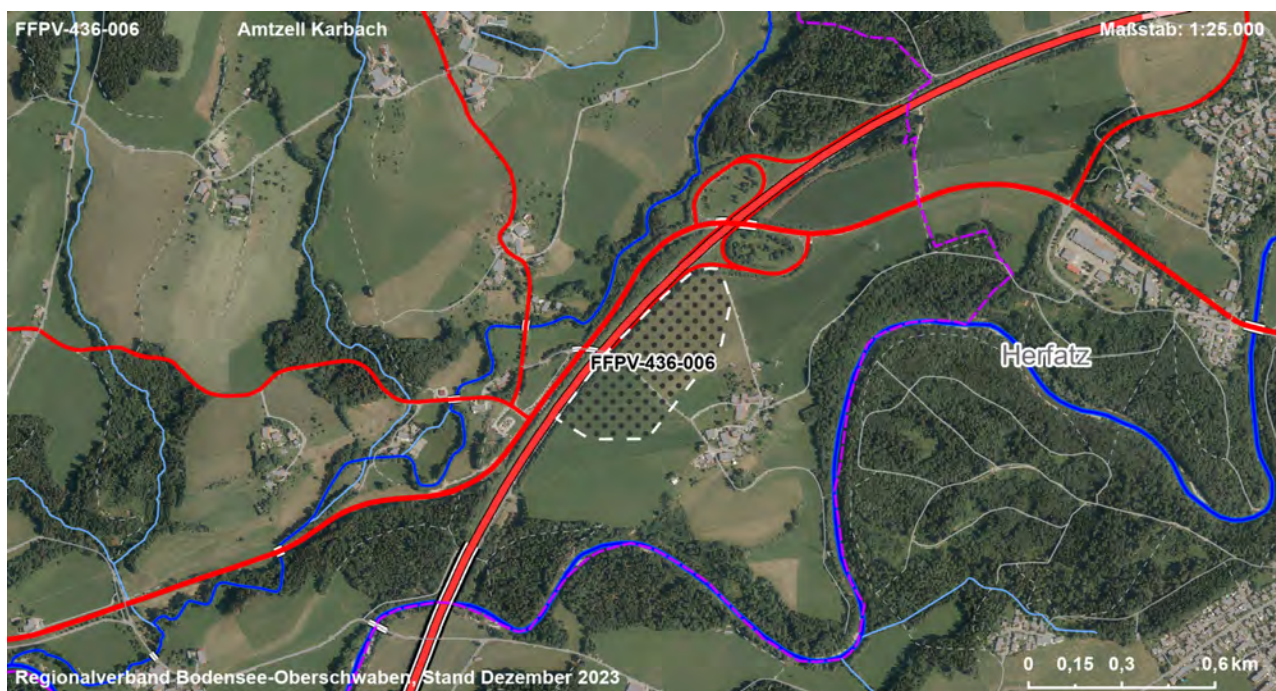 FFPV-436-006 Amtzell Karbach Maßstab: 1:25.000
FFPV-436-006
Herfatz
0 0,15 0,3 0,6 km
Regionalverband Bodensee-Oberschwaben, Stand Dezember 2023